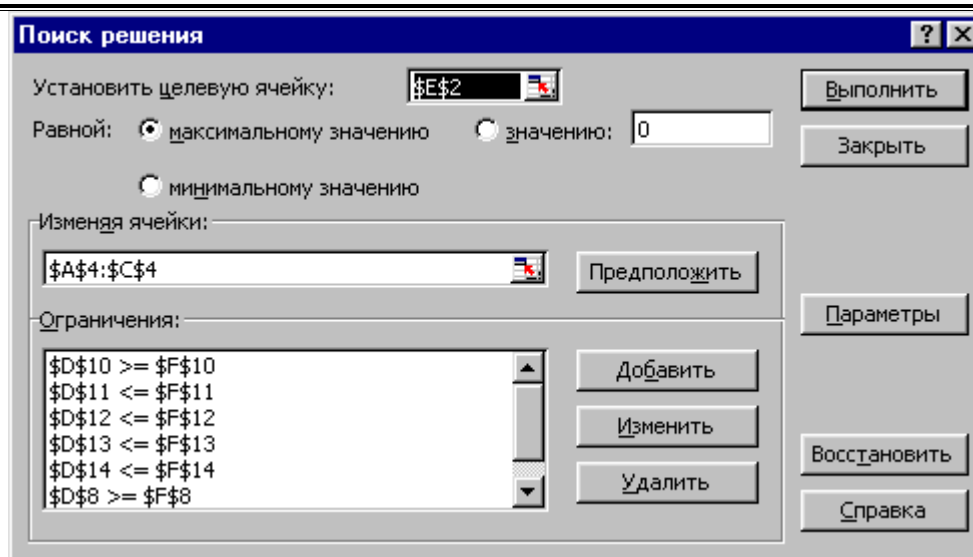 Поиск решения
Установить целевую ячейку: $E$2
Равной: максимальному значению значению: 0
минимальному значению
Изменяя ячейки:
$A$4:$C$4
Предположить
Ограничения:
$D$10 >= $F$10
$D$11 <= $F$11
$D$12 <= $F$12
$D$13 <= $F$13
$D$14 <= $F$14
$D$8 >= $F$8
Добавить
Изменить
Удалить
Выполнить
Закрыть
Параметры
Восстановить
Справка